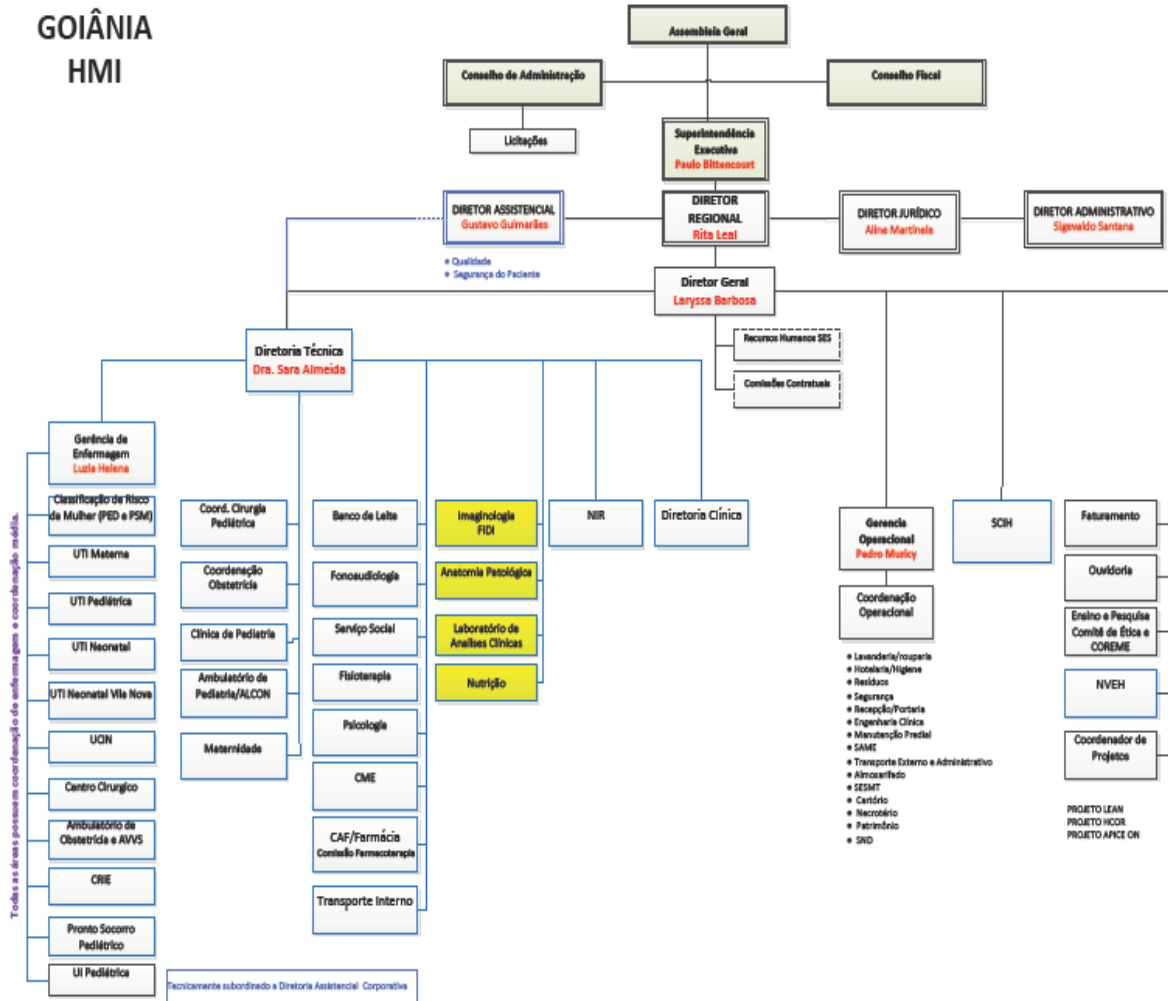 GOIÂNIA
HMI
Assembleia Geral
Conselho de Administração
Conselho Fiscal
Licitações
Superintendência
Executiva
Paulo Bittencourt
DIRETOR ASSISTENCIAL
Gustavo Guimarães
DIRETOR
REGIONAL
Rita Leal
DIRETOR JURÍDICO
Aline Martinele
DIRETOR ADMINISTRATIVO
Sigevaldo Santana
• Qualidade
• Segurança do Paciente
Diretor Geral
Laryssa Barbosa
Recursos Humanos SES
Comissões Contratuais
Diretoria Técnica
Dra. Sara Almeida
Gerência de
Enfermagem
Luzia Helena
Classificação de Risco
da Mulher (PED e PSM)
UTI Materna
UTI Pediátrica
UTI Neonatal
UTI Neonatal Vila Nova
UCIN
Centro Cirurgico
Ambulatório de
Obstetrícia e AVVS
CRIE
Pronto Socorro
Pediátrico
UI Pediátrica
Todas as áreas possuem coordenação de enfermagem e coordenação média.
Coord. Cirurgia
Pediátrica
Coordenação
Obstetrícia
Clínica de Pediatria
Ambulatório de
Pediatria/ALCON
Maternidade
Banco de Leite
Fonoaudiologia
Serviço Social
Fisioterapia
Psicologia
CME
CAF/Farmácia
Comissão Farmacoterapia
Transporte Interno
Imaginologia
FIDI
Anatomia Patológica
Laboratório de
Analises Clínicas
Nutrição
NIR
Diretoria Clínica
Gerencia
Operacional
Pedro Muricy
Coordenação
Operacional
• Lavanderia/rouparia
• Hotelaria/Higiene
• Resíduos
• Segurança
• Recepção/Portaria
• Engenharia Clínica
• Manutenção Predial
• SAME
• Transporte Externo e Administrativo
• Almoxarifado
• SESMT
• Cartório
• Necrotério
• Patrimônio
• SND
SCIH
Faturamento
Ouvidoria
Ensino e Pesquisa
Comitê de Ética e
COREME
NVEH
Coordenador de
Projetos
PROJETO LEAN
PROJETO HCOR
PROJETO APICE ON
Tecnicamente subordinado a Diretoria Assistencial Corporativa